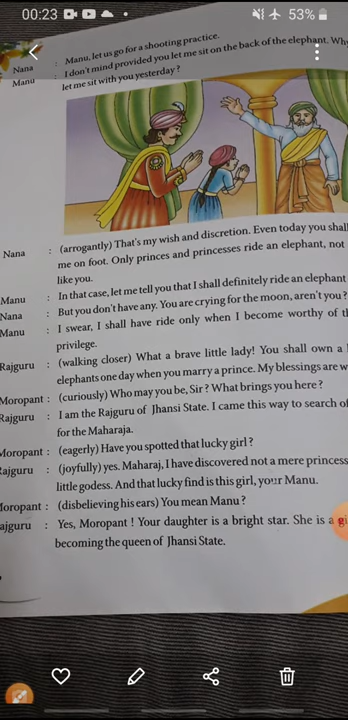 00:23
53%
Nana : Manu, let us go for a shooting practice.
Manu : I don't mind provided you let me sit on the back of the elephant. Why
let me sit with you yesterday?
Nana : (arrogantly) That's my wish and discretion. Even today you shall
me on foot. Only princes and princesses ride an elephant, not
like you.
Manu : In that case, let me tell you that I shall definitely ride an elephant
Nana : But you don't have any. You are crying for the moon, aren't you?
Manu : I swear, I shall have ride only when I become worthy of
privilege.
Rajguru : (walking closer) What a brave little lady! You shall own a
elephants one day when you marry a prince. My blessings are
Moropant : (curiously) Who may be, Sir? What brings you here?
Rajguru : I am the Rajguru of Jhansi State. I came this way to search of
for the Maharaja.
Moropant : (eagerly) Have you spotted that lucky girl?
Rajguru : (joyfully) yes. Maharaj, I have discovered not a mere princess
little godess. And that lucky find is this girl, your Manu.
Moropant : (disbelieving his ears) You mean Manu?
ajguru : Yes, Moropant ! Your daughter is a bright star. She is a
becoming the queen of Jhansi State.